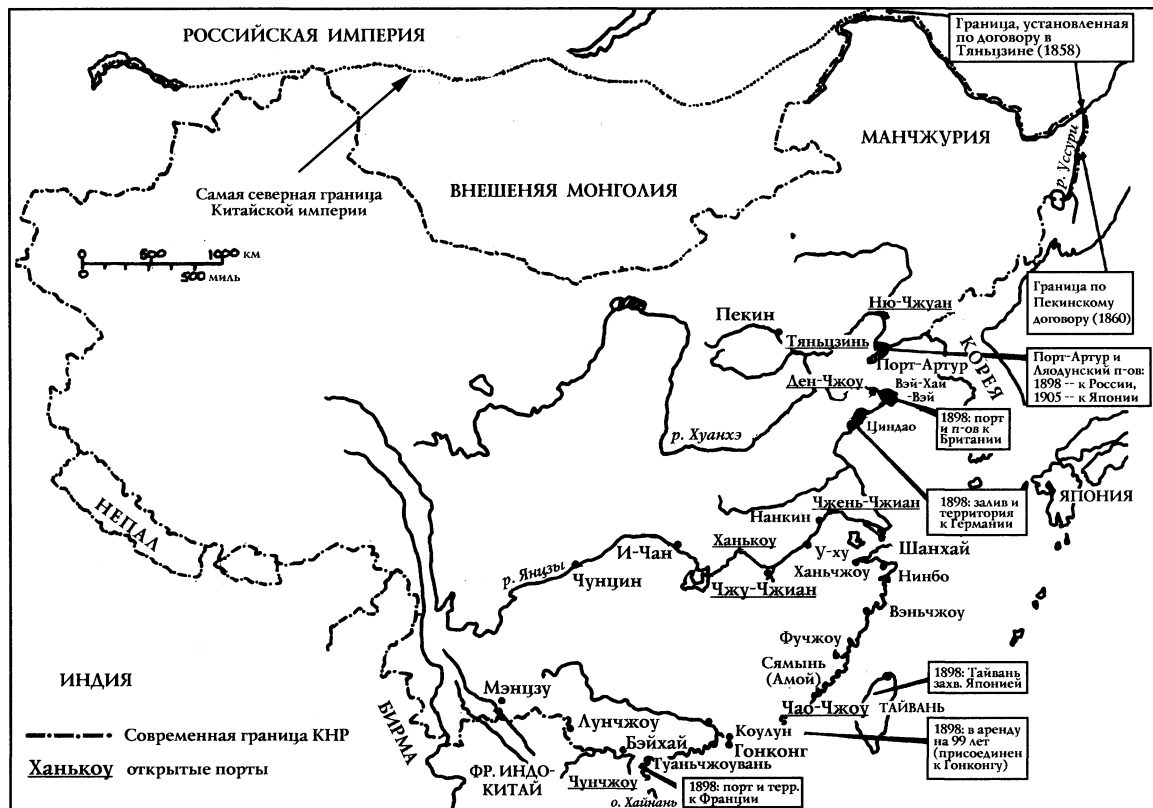 РОССИЙСКАЯ ИМПЕРИЯ
Граница, установленная
по договору в
Тяньцзине (1858)
МАНЧЖУРИЯ
р. Уссури
Самая северная граница
Китайской империи
ВНЕШЕНЯЯ МОНГОЛИЯ
0 500 1000 км
0 500 миль
Граница по
Пекинскому
договору (1860)
Ню-Чжуан
Пекин
Тяньцзинь
Порт-Артур
КОРЕЯ
Порт-Артур и
Ляодунский п-ов:
1898 -- к России,
1905 -- к Японии
Ден-Чжоу
Вэй-Хай
-Вэй
1898: порт
и п-ов к
Британии
Циндао
р. Хуанхэ
ЯПОНИЯ
1898: залив и
территория
к Германии
НЕПАЛ
Чжень-Чжиан
Нанкин
Ханькоу
И-Чан
У-ху
Шанхай
р. Янцзы
Чунцин
Ханьчжоу
Нинбо
Чжу-Чжиан
Вэньчжоу
Фучжоу
Сямынь
(Амой)
1898: Тайвань
захв. Японией
ИНДИЯ
Мэнцзу
Чао-Чжоу
ТАЙВАНЬ
БИРМА
Лунчжоу
Коулун
Гонконг
1898: в аренду
на 99 лет
(присоединен
к Гонконгу)
Современная граница КНР
Бэйхай
Гуаньчжоувань
Ханькоу открытые порты
ФР. ИНДО-
КИТАЙ
Чунчжоу
1898: порт и терр.
к Франции
о. Хайнань